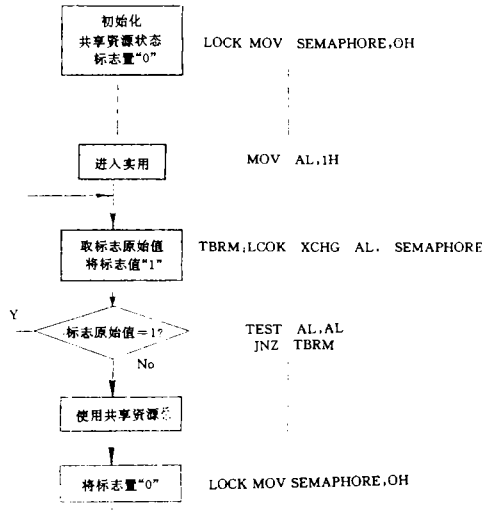 初始化
共享资源状态
标志置“0”
LOCK MOV SEMAPHORE,OH
进入实用
MOV AL,1H
取标志原始值
将标志值“1”
TBRM;LCOK XCHG AL. SEMAPHORE
Y
标志原始值=1?
TEST AL,AL
JNZ TBRM
No
使用共享资源
将标志置“0”
LOCK MOV SEMAPHORE,OH